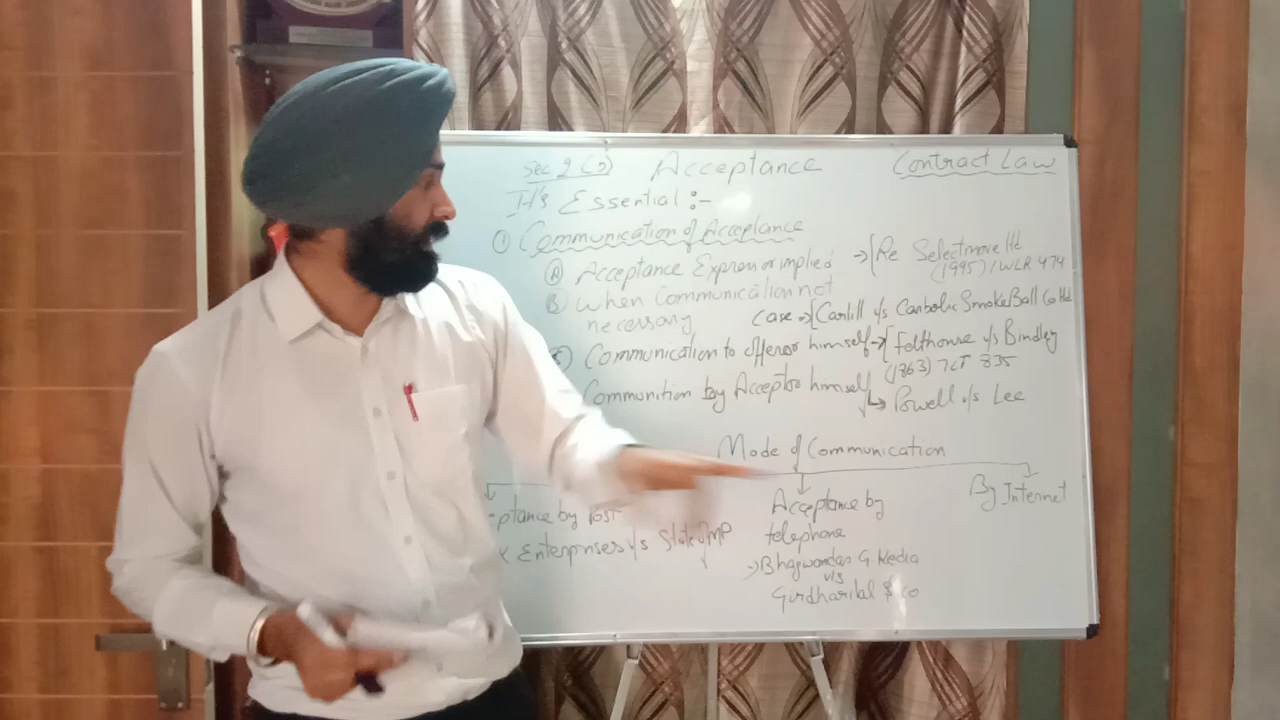 Sec 2 (b) Acceptance Contract Law
It's Essential :-
① Communication of Acceptance
Ⓐ Acceptance Express or implied → [Re Selectmove ltd
(1995) 1 WLR 474
Ⓑ When Communication not
necessary Case → [Carlill v/s Carbolic Smoke Ball Co ltd
Communication to offeror himself → [Felthouse v/s Bindley
(1863) 7 LT 835
Communition by Acceptor himself ↳ Powell v/s Lee
Mode of Communication
ptance by Post
Enterprises v/s State of MP
Acceptance by
telephone
→ Bhagwandas G Kedia
v/s
Girdharilal $ Co
By Internet